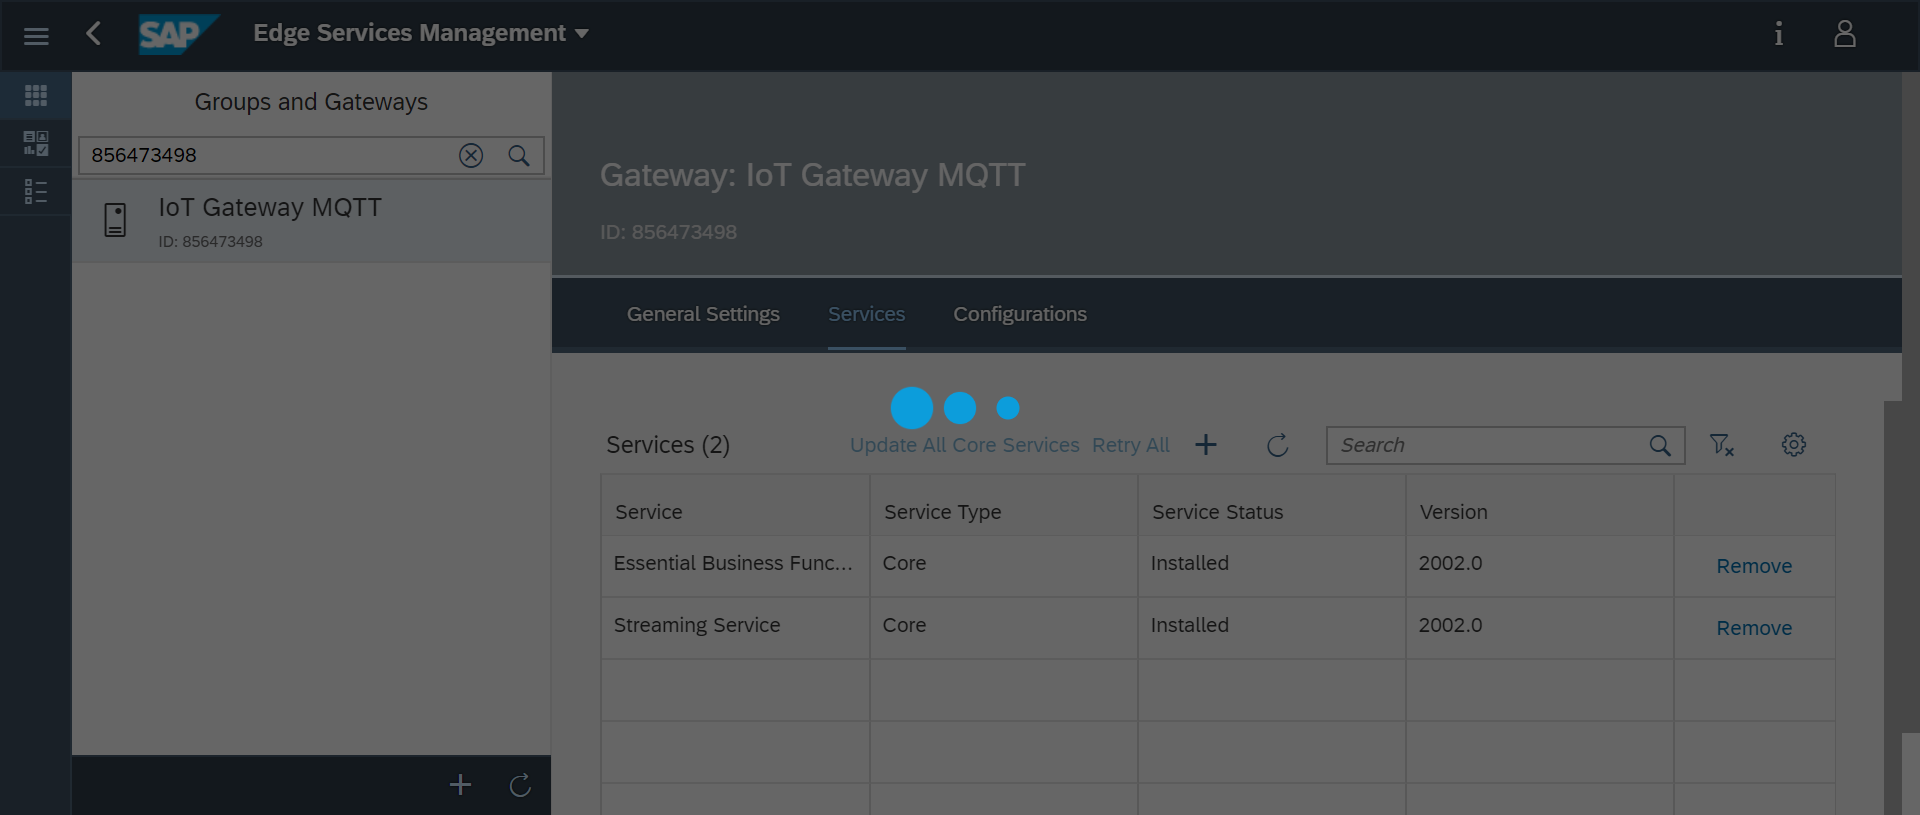 SAP
Edge Services Management
Groups and Gateways
856473498
IoT Gateway MQTT
ID: 856473498
Gateway: IoT Gateway MQTT
ID: 856473498
General Settings Services Configurations
Services (2) Update All Core Services Retry All Search
Service Service Type Service Status Version
Essential Business Func... Core Installed 2002.0 Remove
Streaming Service Core Installed 2002.0 Remove